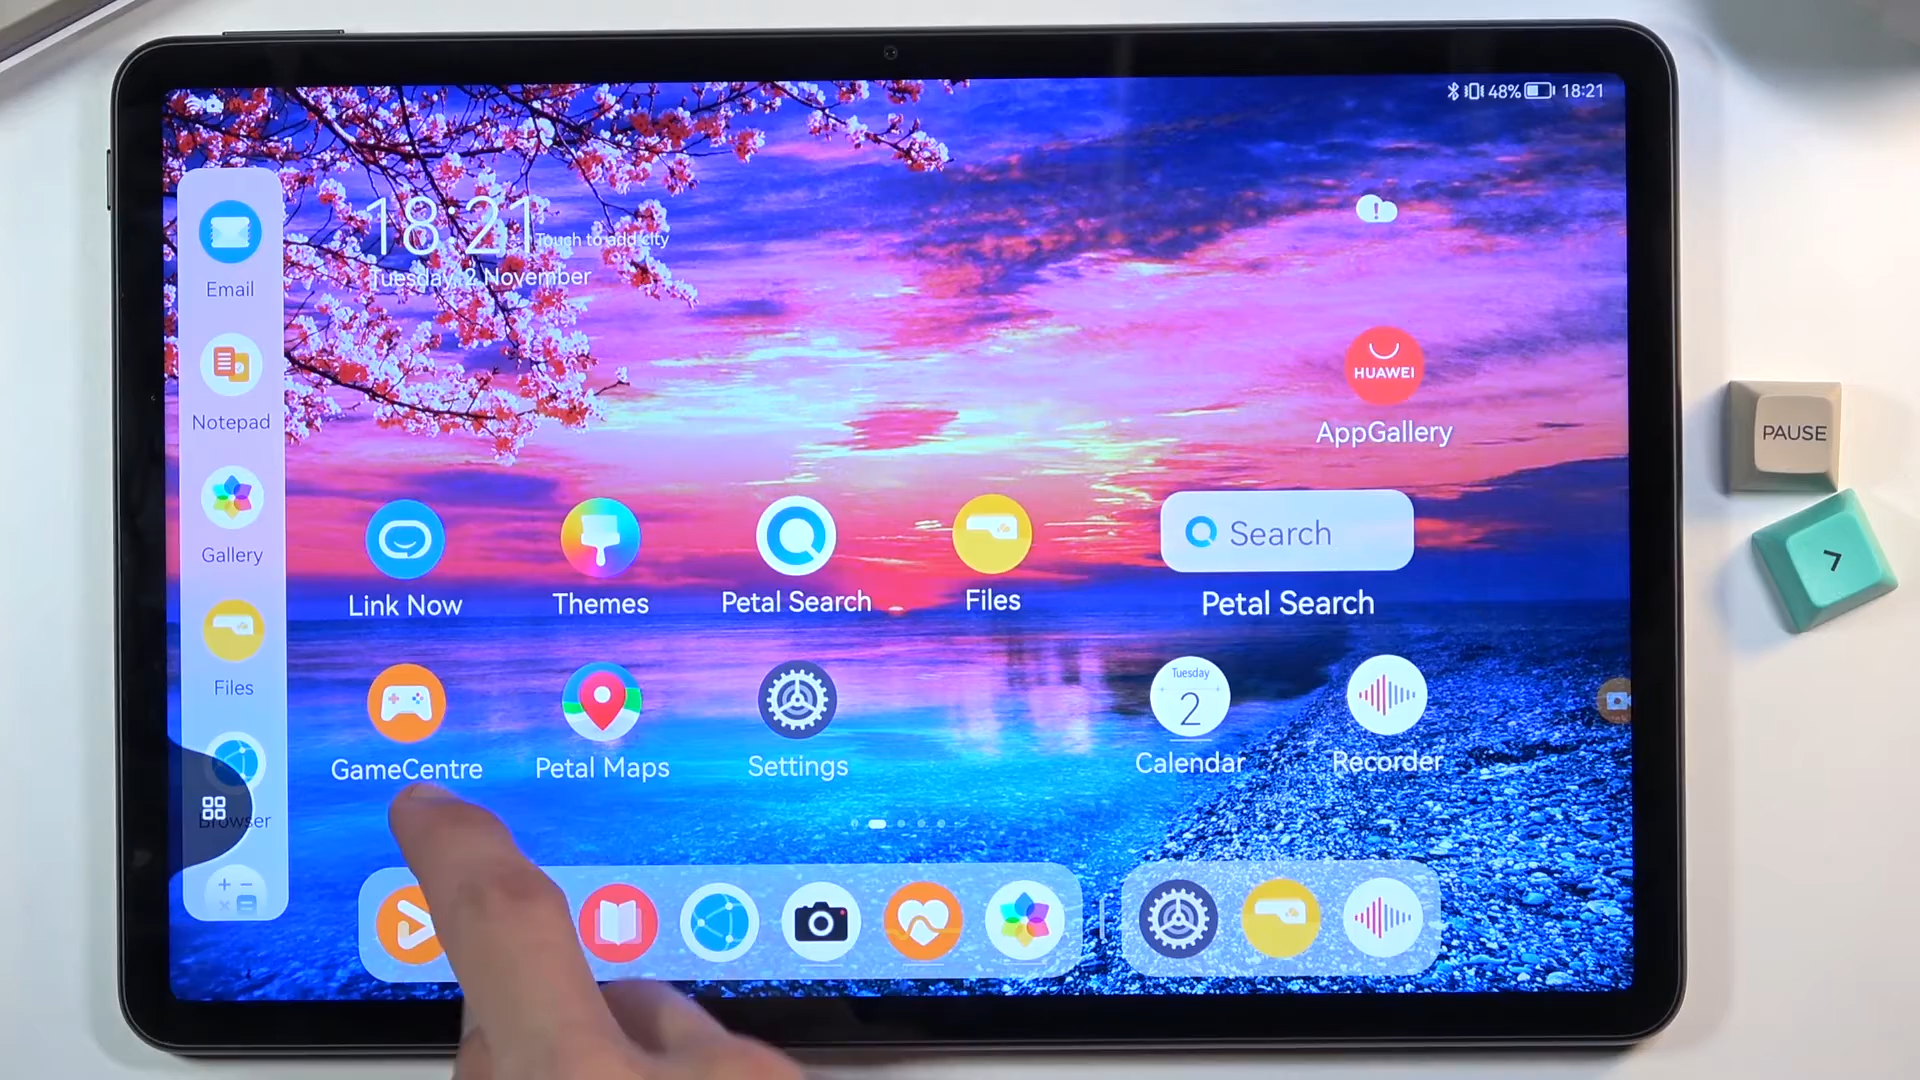 48% 18:21
18:21 Touch to add city
Tuesday, 2 November
Email
Notepad
Gallery
Files
Browser
HUAWEI
AppGallery
Link Now
Themes
Petal Search
Files
Search
Petal Search
GameCentre
Petal Maps
Settings
Tuesday
2
Calendar
Recorder
PAUSE
>